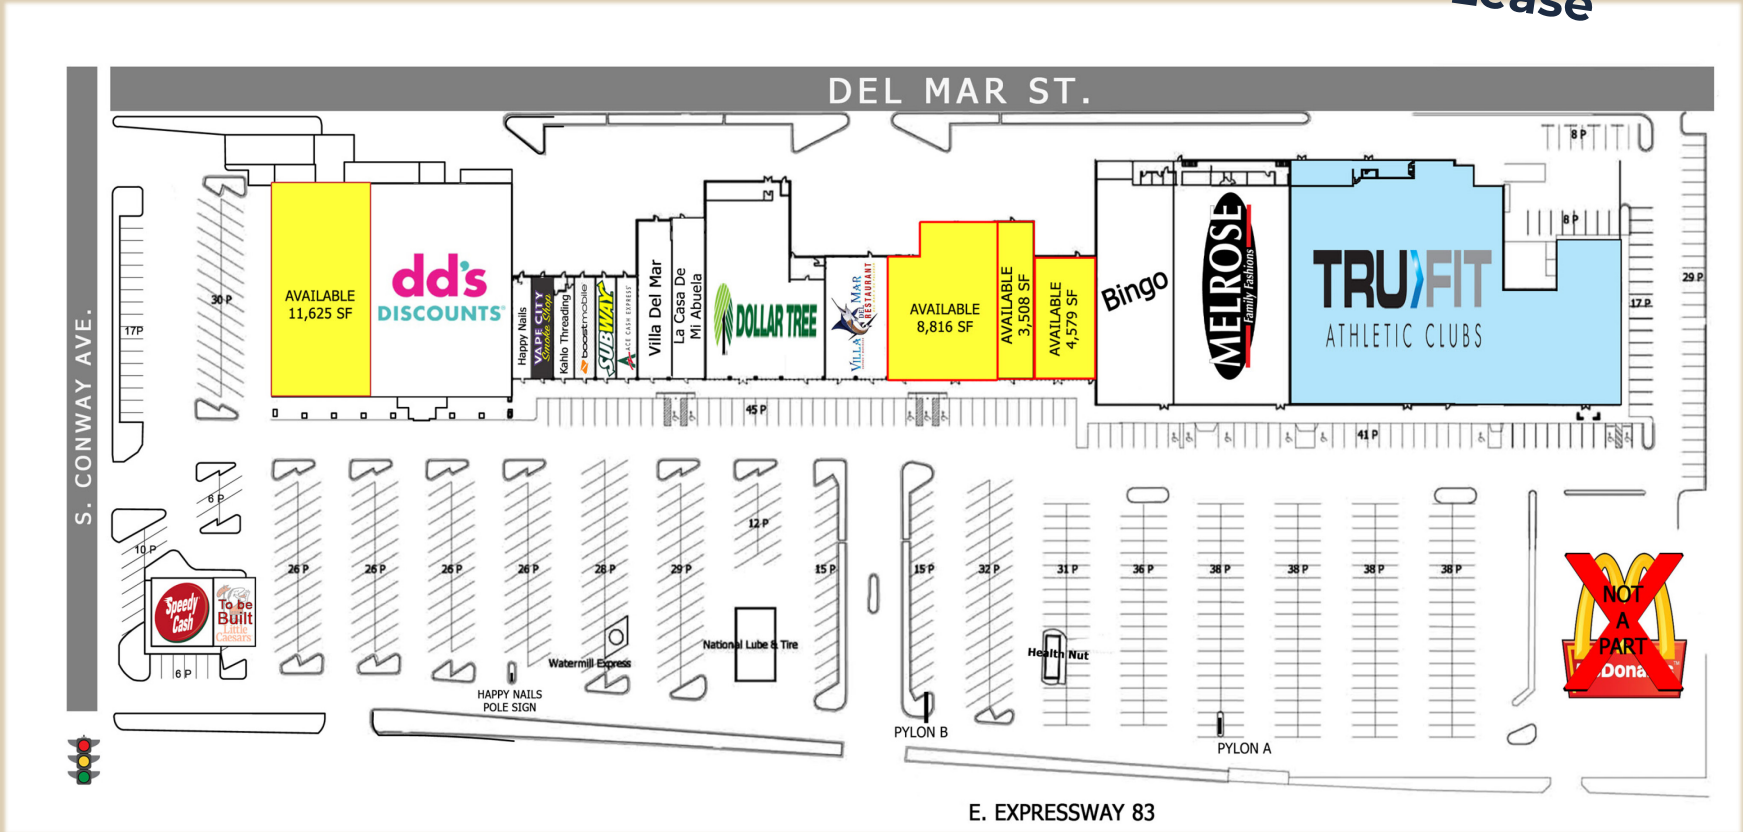 Lease
DEL MAR ST.
S. CONWAY AVE.
8 P
8 P
29 P
17 P
17P
30 P
AVAILABLE
11,625 SF
dd's
DISCOUNTS
Happy Nails
VAPE CITY
Smoke Shop
Kahlo Threading
boostmobile
SUBWAY
ACE CASH EXPRESS
Villa Del Mar
La Casa De
Mi Abuela
DOLLAR TREE
VILLA DEL MAR
RESTAURANT
AVAILABLE
8,816 SF
AVAILABLE
3,508 SF
AVAILABLE
4,579 SF
Bingo
MELROSE
Family Fashions
TRUFIT
ATHLETIC CLUBS
45 P
41 P
6 P
10 P
12 P
26 P
26 P
26 P
26 P
28 P
29 P
15 P
15 P
32 P
31 P
36 P
38 P
38 P
38 P
38 P
Speedy
Cash
To be
Built
Little
Caesars
6 P
Watermill Express
National Lube & Tire
Health Nut
NOT
A
PART
HAPPY NAILS
POLE SIGN
PYLON B
PYLON A
E. EXPRESSWAY 83